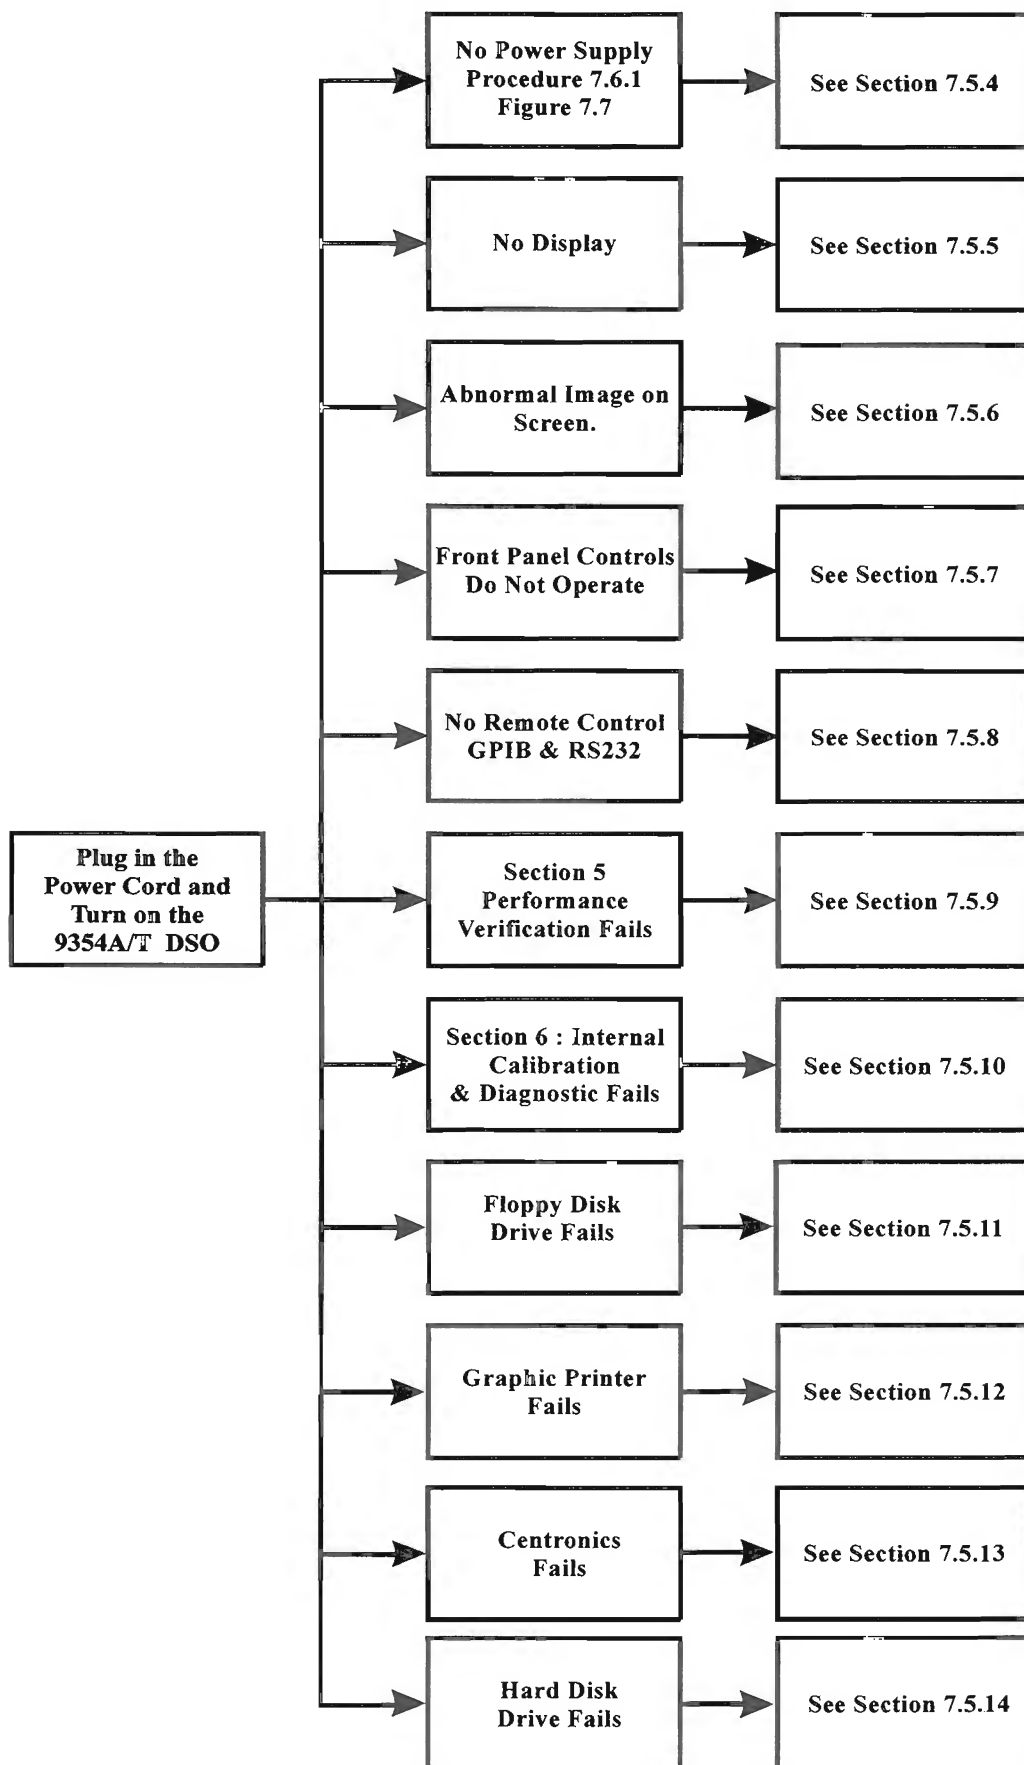 No Power Supply
Procedure 7.6.1
Figure 7.7
See Section 7.5.4
No Display
See Section 7.5.5
Abnormal Image on
Screen.
See Section 7.5.6
Front Panel Controls
Do Not Operate
See Section 7.5.7
No Remote Control
GPIB & RS232
See Section 7.5.8
Plug in the
Power Cord and
Turn on the
9354A/T DSO
Section 5
Performance
Verification Fails
See Section 7.5.9
Section 6 : Internal
Calibration
& Diagnostic Fails
See Section 7.5.10
Floppy Disk
Drive Fails
See Section 7.5.11
Graphic Printer
Fails
See Section 7.5.12
Centronics
Fails
See Section 7.5.13
Hard Disk
Drive Fails
See Section 7.5.14